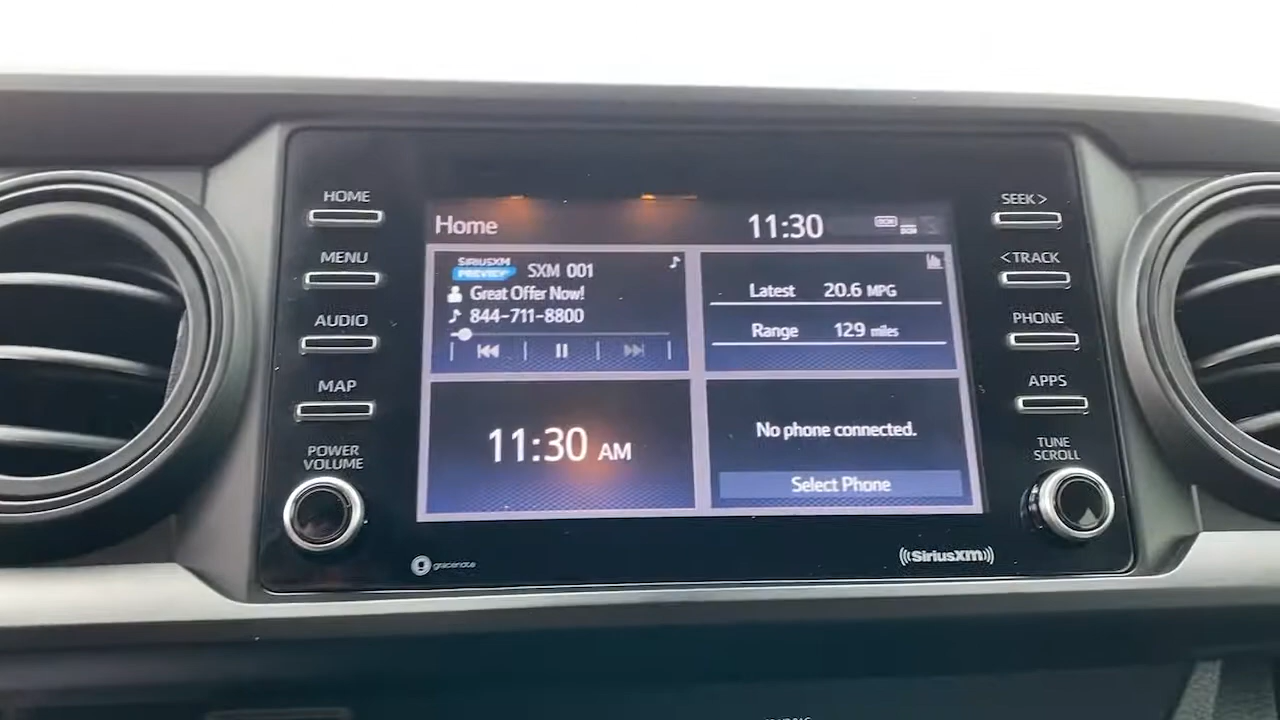 HOME
MENU
AUDIO
MAP
POWER
VOLUME
Home
11:30
DCM
SIRIUSXM
PREVIEW
SXM 001
Great Offer Now!
844-711-8800
Latest 20.6 MPG
Range 129 miles
11:30 AM
No phone connected.
Select Phone
SEEK >
< TRACK
PHONE
APPS
TUNE
SCROLL
gracenote
((SiriusXM))